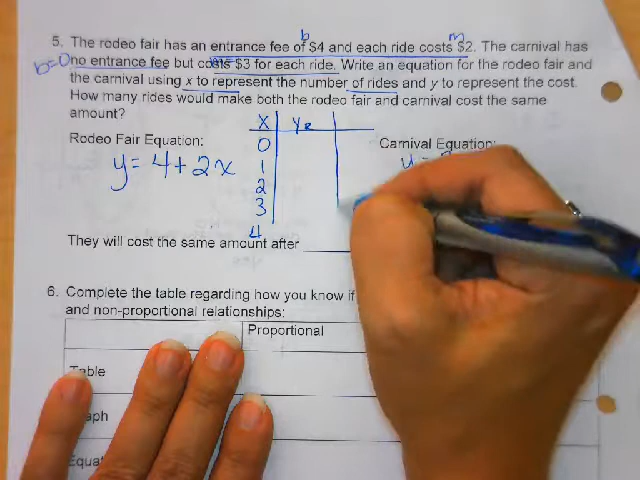 b m
5. The rodeo fair has an entrance fee of $4 and each ride costs $2. The carnival has
b=0 no entrance fee but costs $3 for each ride. Write an equation for the rodeo fair and
the carnival using x to represent the number of rides and y to represent the cost.
How many rides would make both the rodeo fair and carnival cost the same
amount?
x yR
Rodeo Fair Equation: 0 Carnival Equation:
y = 4 + 2x 1 y =
2
3
4
They will cost the same amount after
6. Complete the table regarding how you know if
and non-proportional relationships:
Proportional
Table
Graph